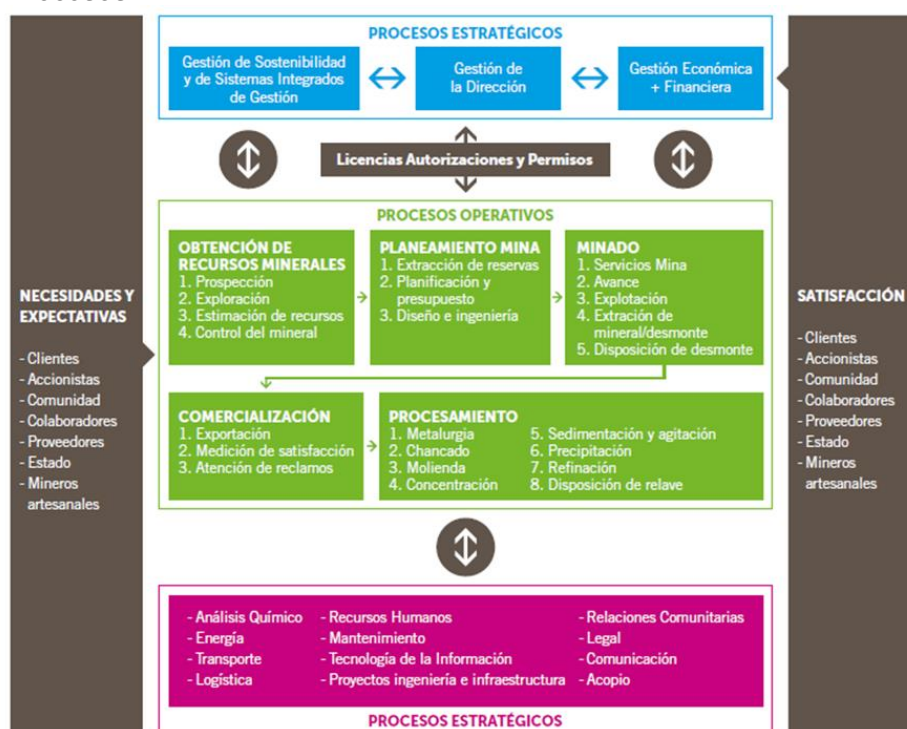 PROCESOS ESTRATÉGICOS
Gestión de Sostenibilidad
y de Sistemas Integrados
de Gestión
Gestión de
la Dirección
Gestión Económica
+ Financiera
Licencias Autorizaciones y Permisos
NECESIDADES Y
EXPECTATIVAS
- Clientes
- Accionistas
- Comunidad
- Colaboradores
- Proveedores
- Estado
- Mineros
artesanales
PROCESOS OPERATIVOS
OBTENCIÓN DE
RECURSOS MINERALES
1. Prospección
2. Exploración
3. Estimación de recursos
4. Control del mineral
PLANEAMIENTO MINA
1. Extracción de reservas
2. Planificación y
presupuesto
3. Diseño e ingeniería
MINADO
1. Servicios Mina
2. Avance
3. Explotación
4. Extración de
mineral/desmonte
5. Disposición de desmonte
COMERCIALIZACIÓN
1. Exportación
2. Medición de satisfacción
3. Atención de reclamos
PROCESAMIENTO
1. Metalurgia
2. Chancado
3. Molienda
4. Concentración
5. Sedimentación y agitación
6. Precipitación
7. Refinación
8. Disposición de relave
SATISFACCIÓN
- Clientes
- Accionistas
- Comunidad
- Colaboradores
- Proveedores
- Estado
- Mineros
artesanales
- Análisis Químico
- Energía
- Transporte
- Logística
- Recursos Humanos
- Mantenimiento
- Tecnología de la Información
- Proyectos ingeniería e infraestructura
- Relaciones Comunitarias
- Legal
- Comunicación
- Acopio
PROCESOS ESTRATÉGICOS